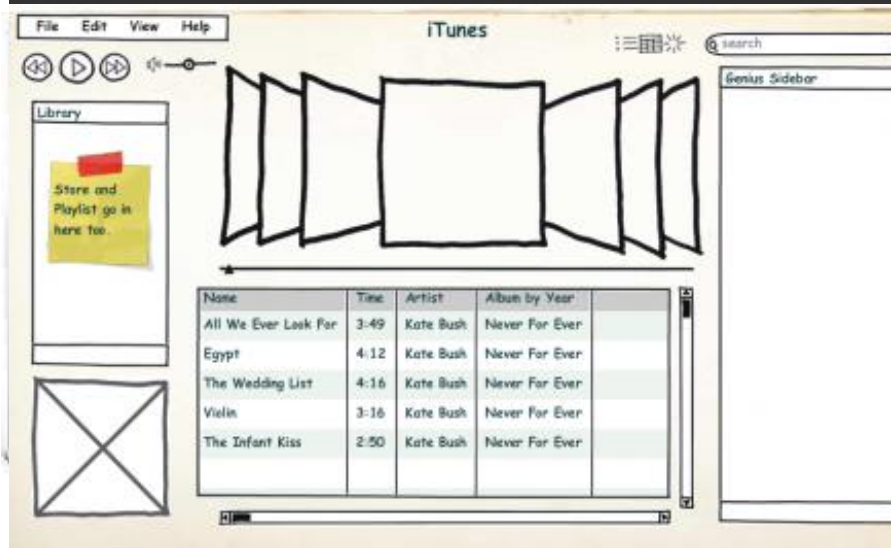 File Edit View Help
iTunes
search
Genius Sidebar
Library
Store and
Playlist go in
here too.
Name Time Artist Album by Year
All We Ever Look For 3:49 Kate Bush Never For Ever
Egypt 4:12 Kate Bush Never For Ever
The Wedding List 4:16 Kate Bush Never For Ever
Violin 3:16 Kate Bush Never For Ever
The Infant Kiss 2:50 Kate Bush Never For Ever